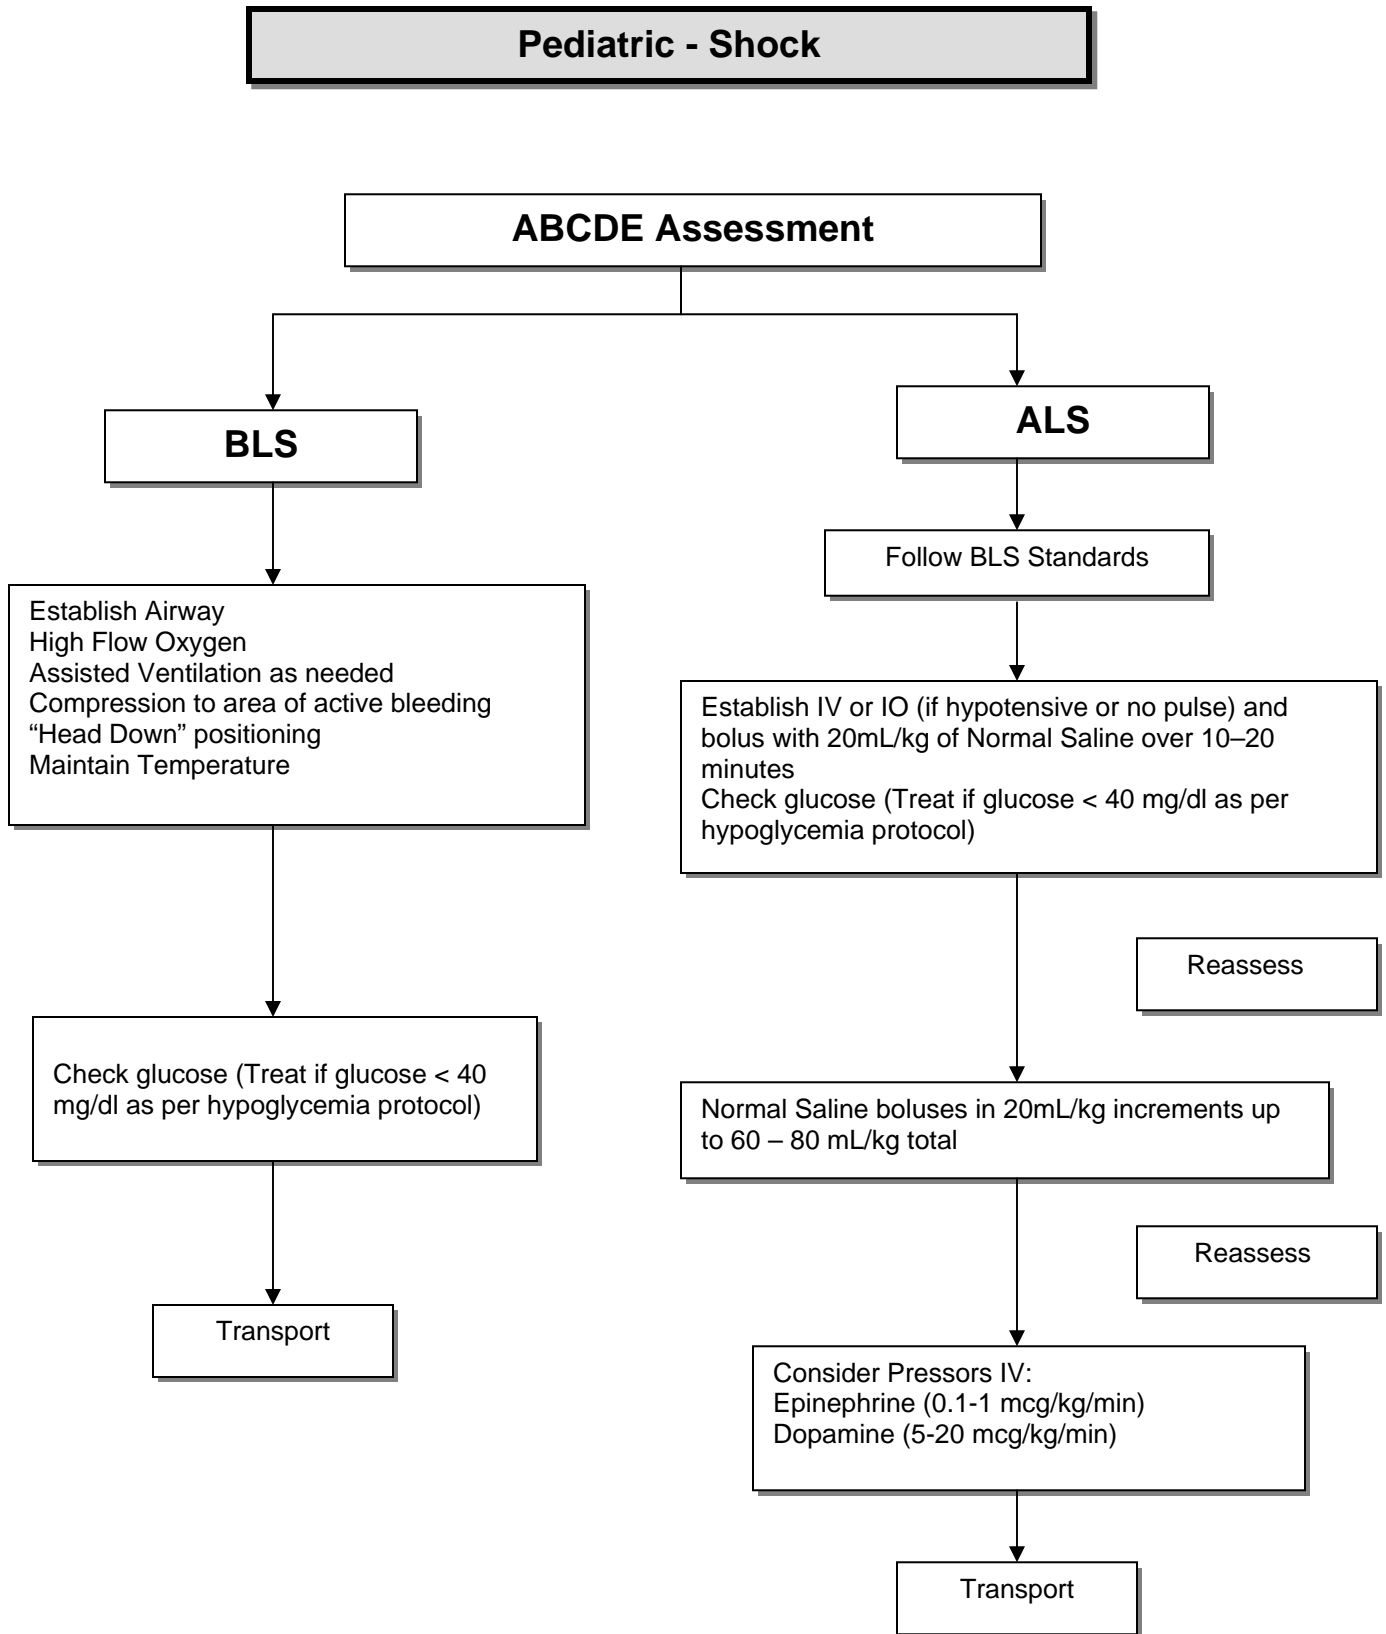 Pediatric - Shock
ABCDE Assessment
BLS
Establish Airway
High Flow Oxygen
Assisted Ventilation as needed
Compression to area of active bleeding
“Head Down” positioning
Maintain Temperature
Check glucose (Treat if glucose < 40
mg/dl as per hypoglycemia protocol)
Transport
ALS
Follow BLS Standards
Establish IV or IO (if hypotensive or no pulse) and
bolus with 20mL/kg of Normal Saline over 10–20
minutes
Check glucose (Treat if glucose < 40 mg/dl as per
hypoglycemia protocol)
Reassess
Normal Saline boluses in 20mL/kg increments up
to 60 – 80 mL/kg total
Reassess
Consider Pressors IV:
Epinephrine (0.1-1 mcg/kg/min)
Dopamine (5-20 mcg/kg/min)
Transport